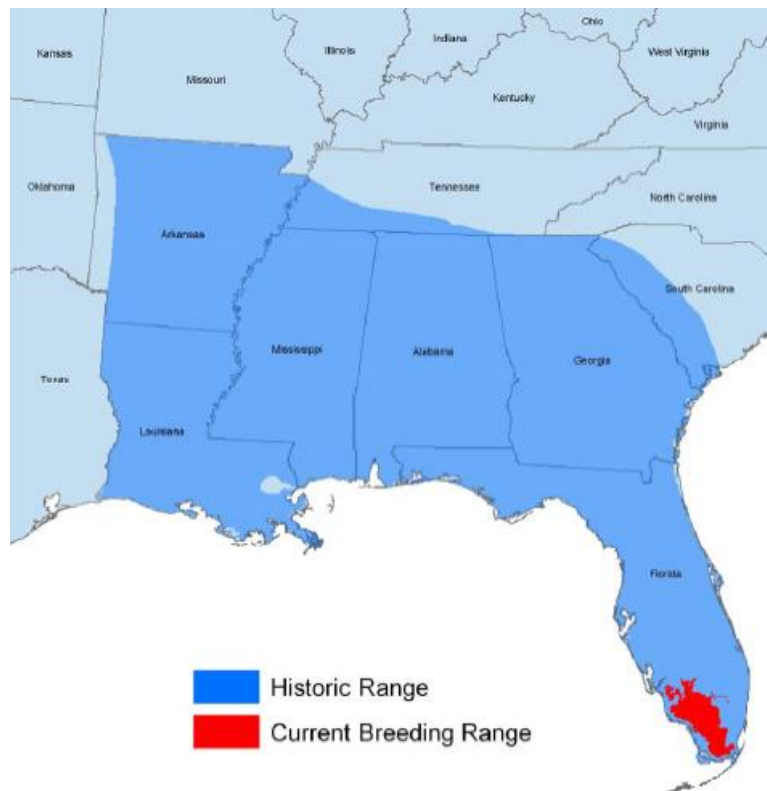 Ohio
Indiana
Illinois
West Virginia
Kansas
Missouri
Kentucky
Virginia
Oklahoma
Tennessee
North Carolina
Arkansas
South Carolina
Mississippi
Alabama
Georgia
Texas
Louisiana
Florida
Historic Range
Current Breeding Range